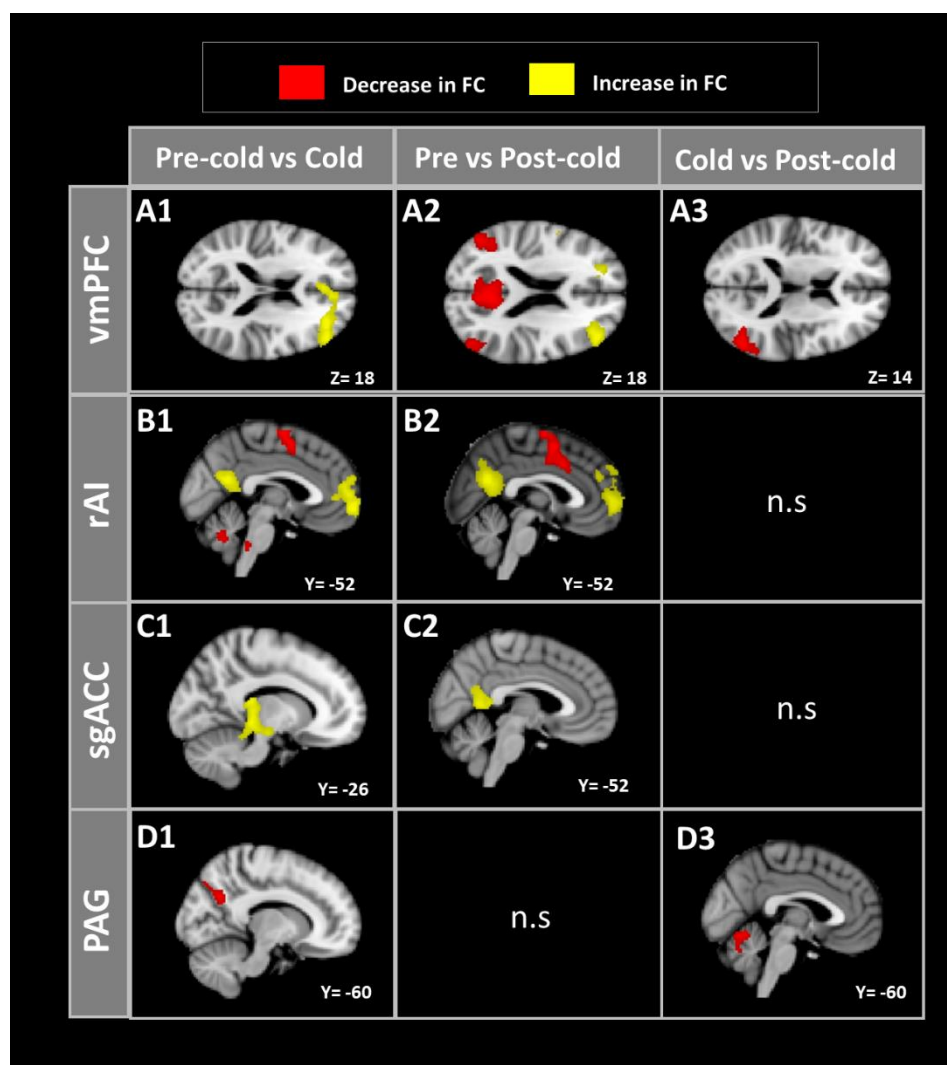 Decrease in FC Increase in FC
Pre-cold vs Cold Pre vs Post-cold Cold vs Post-cold
vmPFC
A1 A2 A3
Z= 18 Z= 18 Z= 14
rAI
B1 B2
n.s
Y= -52 Y= -52
sgACC
C1 C2
n.s
Y= -26 Y= -52
PAG
D1 D3
n.s
Y= -60 Y= -60